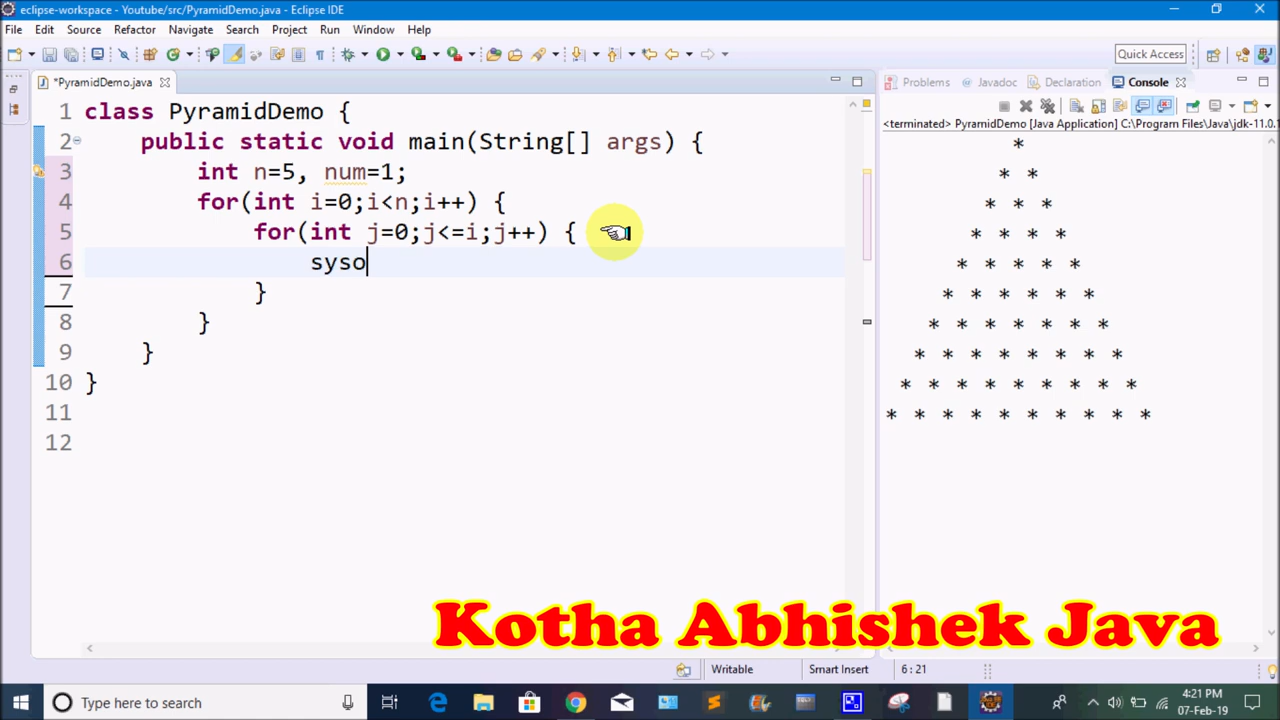 eclipse-workspace - Youtube/src/PyramidDemo.java - Eclipse IDE
File Edit Source Refactor Navigate Search Project Run Window Help
Quick Access
*PyramidDemo.java
Problems Javadoc Declaration Console
<terminated> PyramidDemo [Java Application] C:\Program Files\Java\jdk-11.0.1
1 class PyramidDemo {
2 public static void main(String[] args) {
3 int n=5, num=1;
4 for(int i=0;i<n;i++) {
5 for(int j=0;j<=i;j++) {
6 syso
7 }
8 }
9 }
10 }
11
12
*
* *
* * *
* * * *
* * * * *
* * * * * *
* * * * * * *
* * * * * * * *
* * * * * * * * *
* * * * * * * * * *
Kotha Abhishek Java
Writable Smart Insert 6 : 21
Type here to search
4:21 PM
07-Feb-19